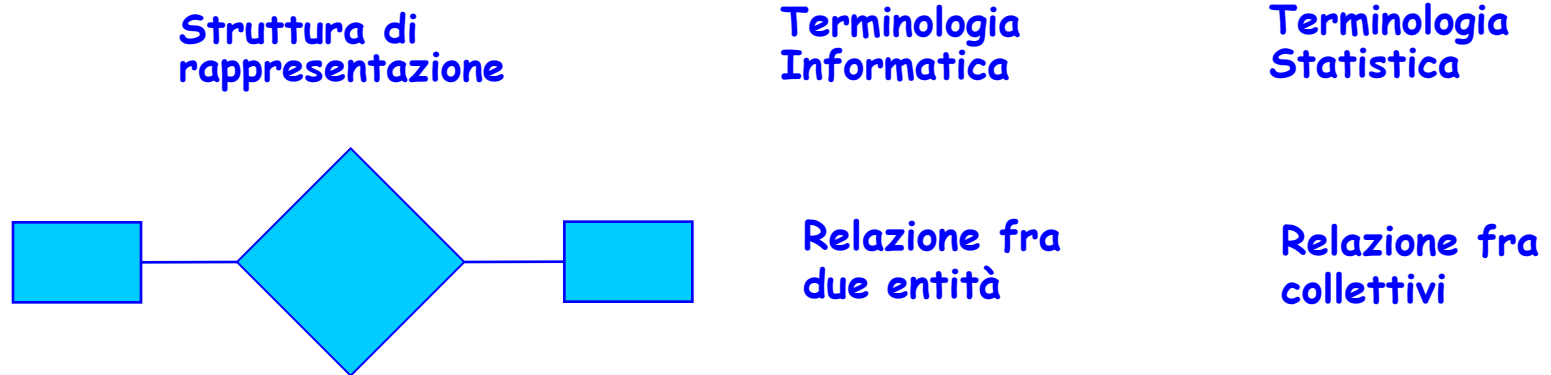 Struttura di
rappresentazione
Terminologia
Informatica
Terminologia
Statistica
Relazione fra
due entità
Relazione fra
collettivi